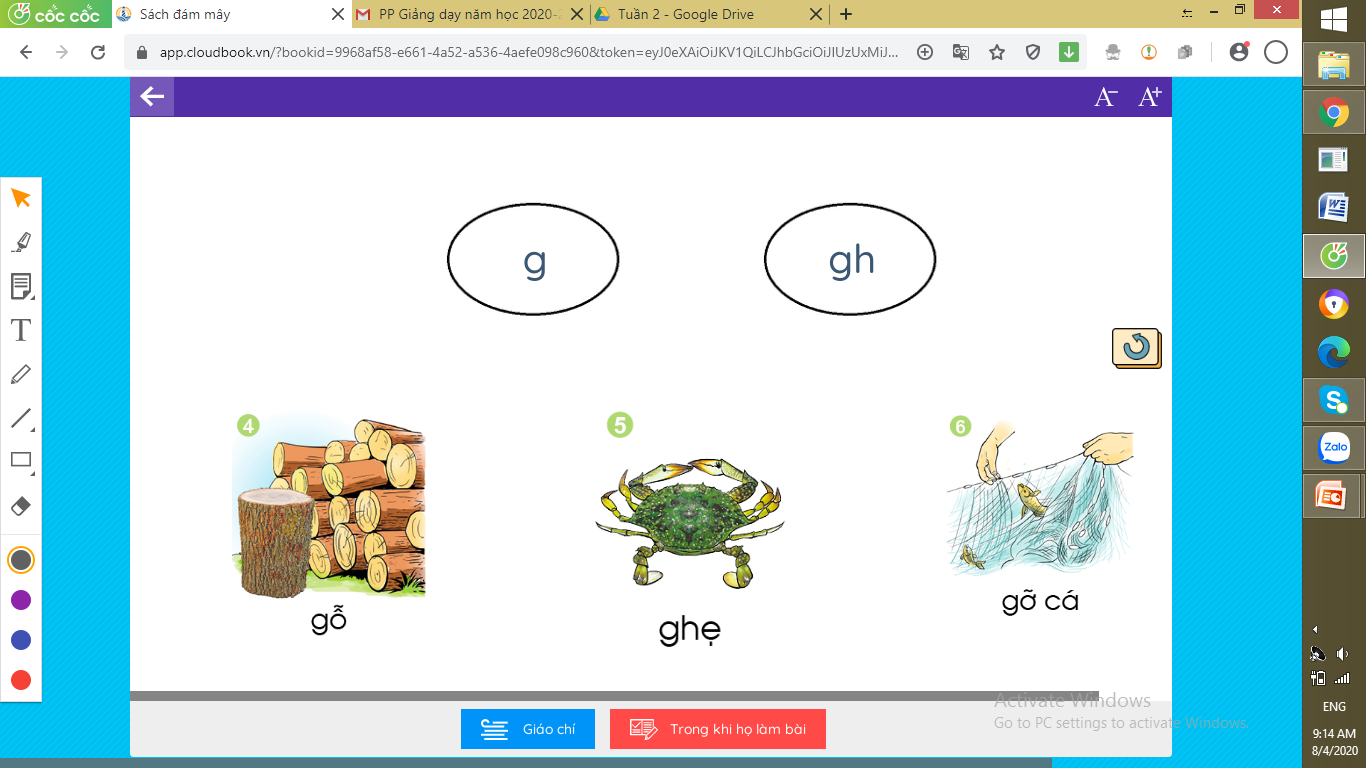 cốc cốc
Sách đám mây
PP Giảng dạy năm học 2020-2
Tuần 2 - Google Drive
app.cloudbook.vn/?bookid=9968af58-e661-4a52-a536-4aefe098c960&token=eyJ0eXAiOiJKV1QiLCJhbGciOiJIUzUxMiJ...
A- A+
T
g
gh
4
5
6
gỗ
ghẹ
gỡ cá
Zalo
Activate Windows
Go to PC settings to activate Windows.
Giáo chí
Trong khi họ làm bài
ENG
9:14 AM
8/4/2020